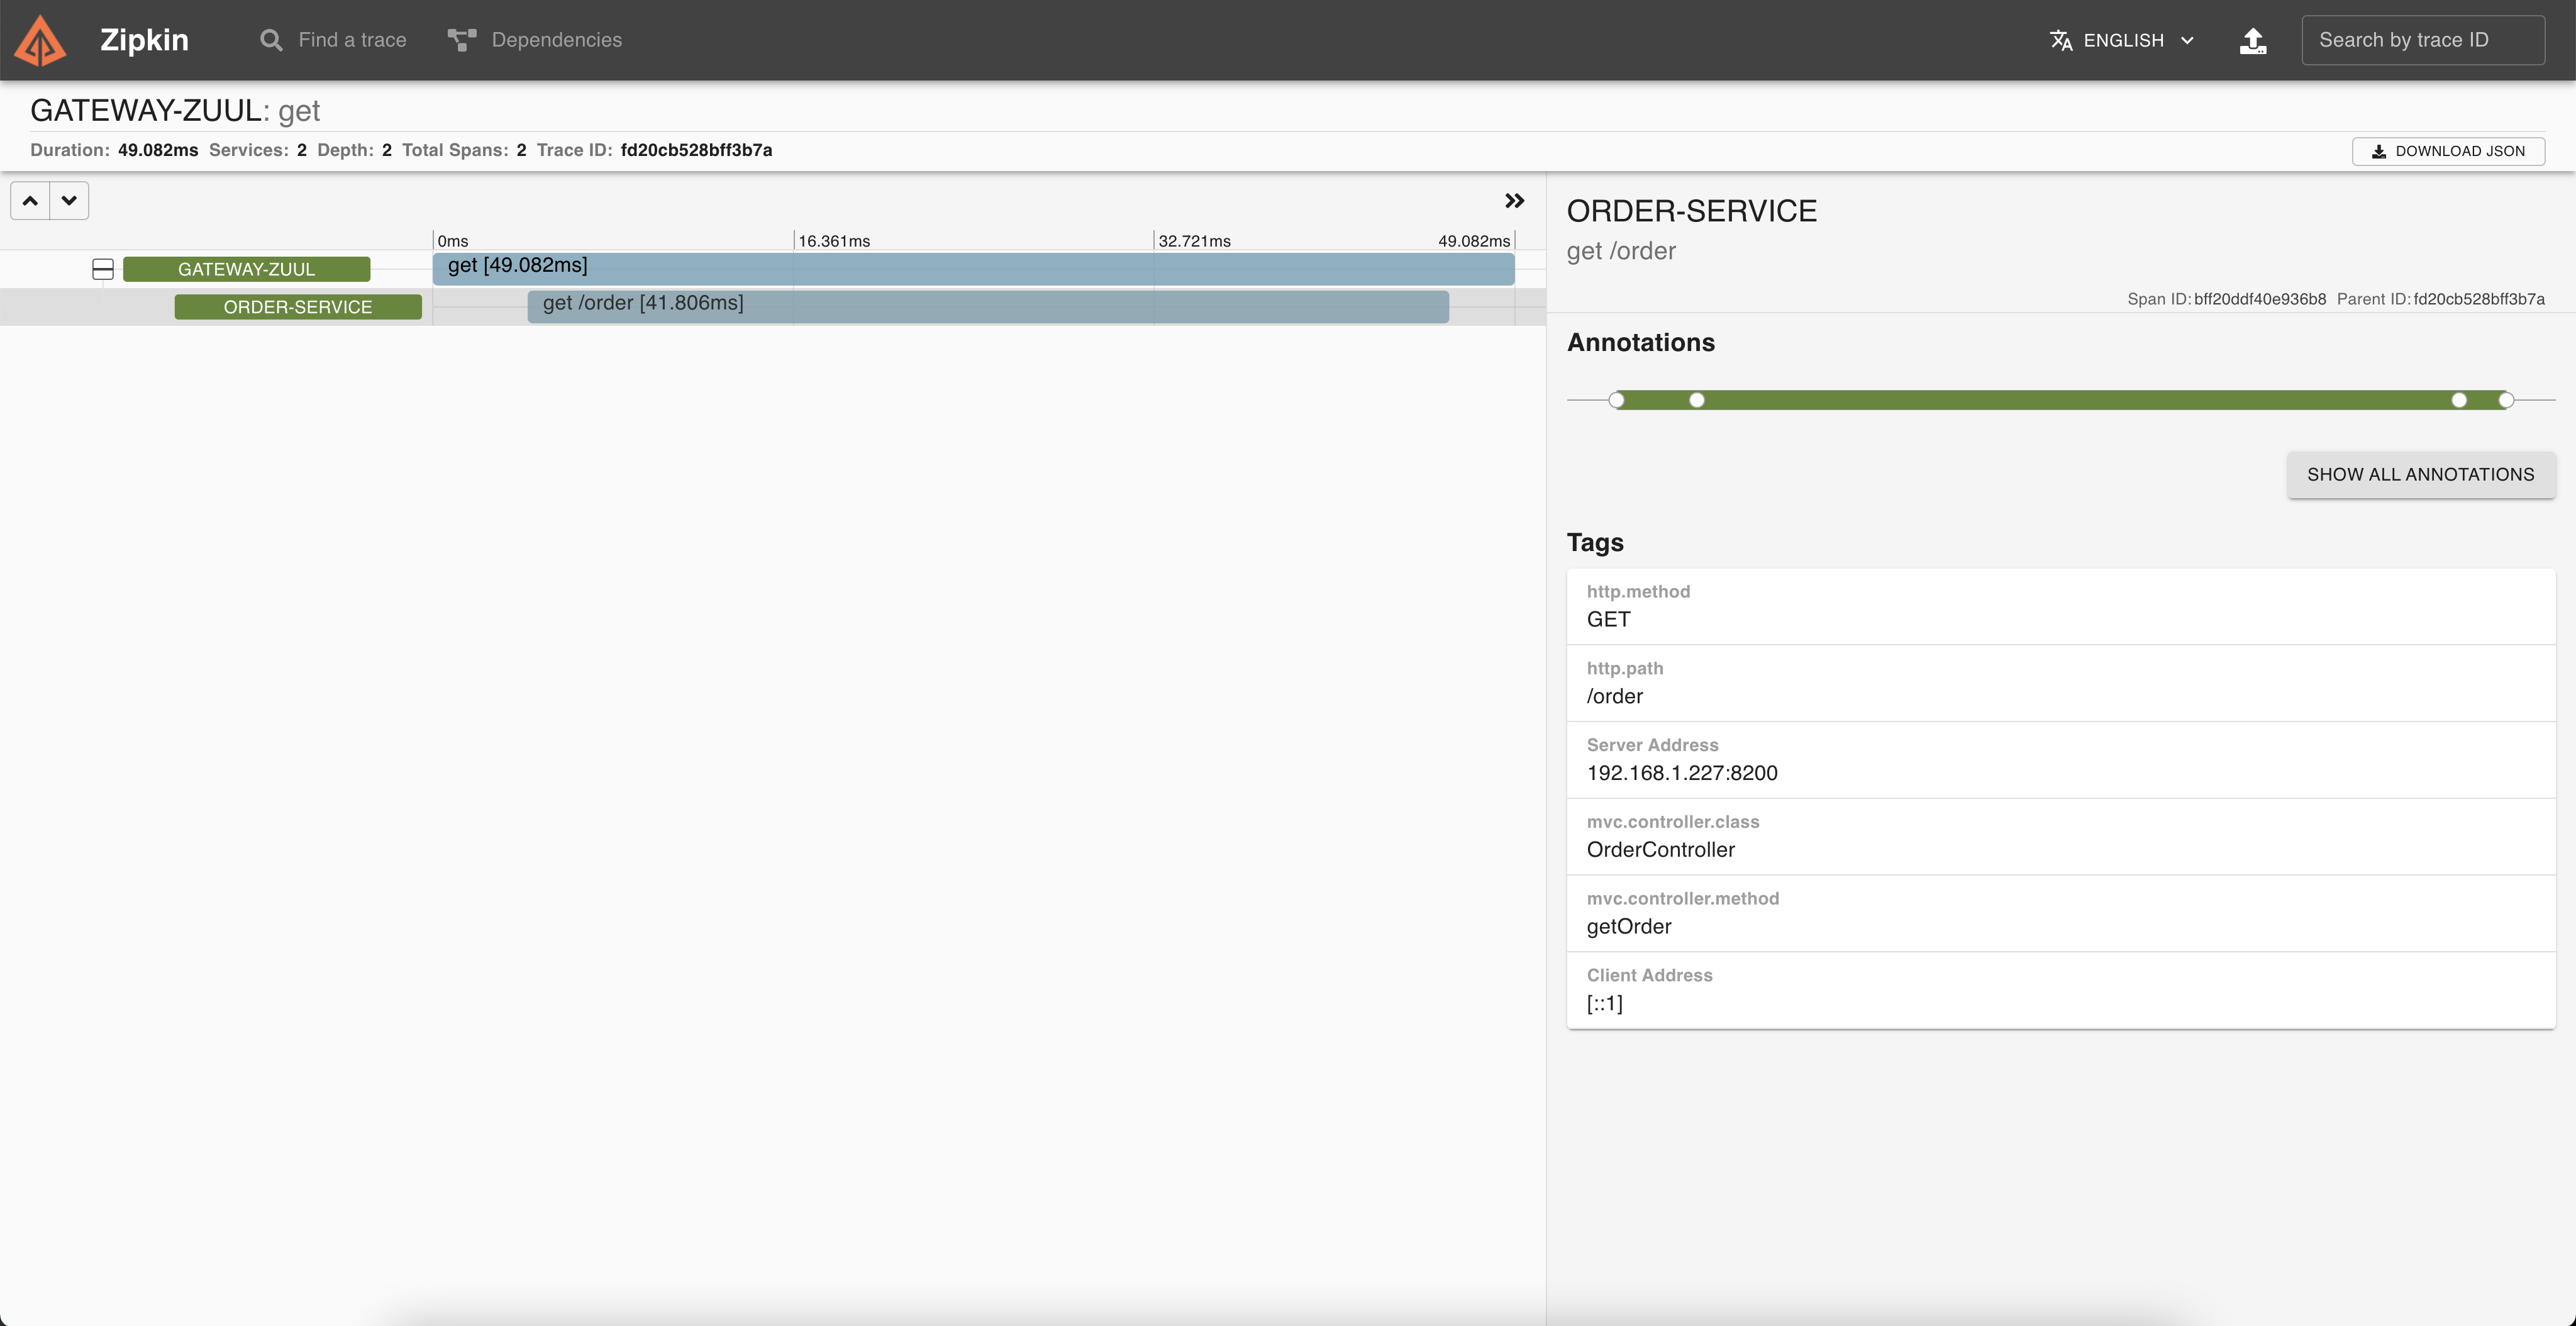 Zipkin
Find a trace
Dependencies
ENGLISH
Search by trace ID
GATEWAY-ZUUL: get
Duration: 49.082ms Services: 2 Depth: 2 Total Spans: 2 Trace ID: fd20cb528bff3b7a
DOWNLOAD JSON
0ms 16.361ms 32.721ms 49.082ms
GATEWAY-ZUUL get [49.082ms]
ORDER-SERVICE get /order [41.806ms]
ORDER-SERVICE
get /order
Span ID: bff20ddf40e936b8 Parent ID: fd20cb528bff3b7a
Annotations
SHOW ALL ANNOTATIONS
Tags
http.method
GET
http.path
/order
Server Address
192.168.1.227:8200
mvc.controller.class
OrderController
mvc.controller.method
getOrder
Client Address
[::1]